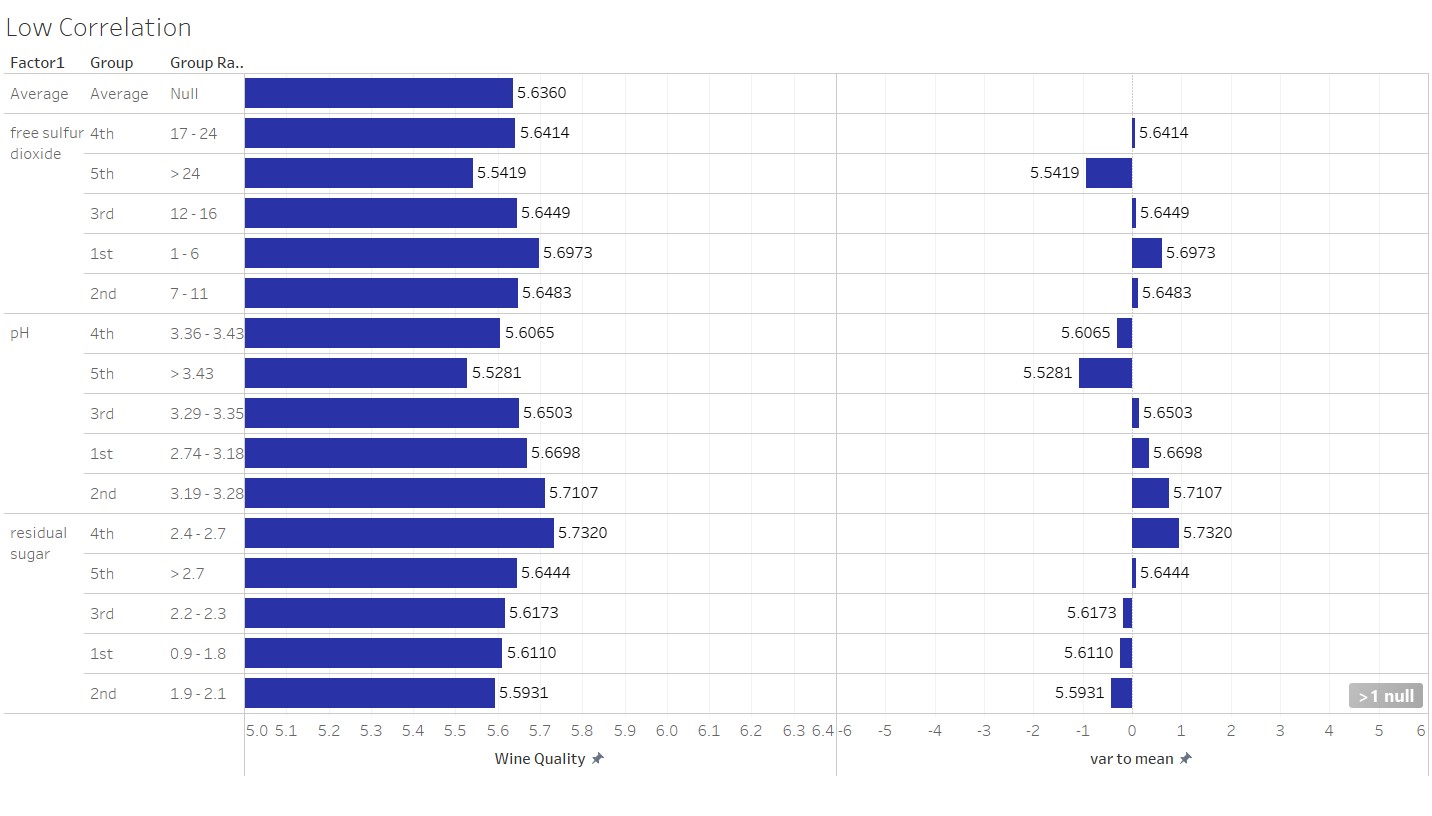 Low Correlation
Factor1 Group Group Ra..
Average Average Null 5.6360
free sulfur 4th 17 - 24 5.6414 5.6414
dioxide
5th > 24 5.5419 5.5419
3rd 12 - 16 5.6449 5.6449
1st 1 - 6 5.6973 5.6973
2nd 7 - 11 5.6483 5.6483
pH 4th 3.36 - 3.43 5.6065 5.6065
5th > 3.43 5.5281 5.5281
3rd 3.29 - 3.35 5.6503 5.6503
1st 2.74 - 3.18 5.6698 5.6698
2nd 3.19 - 3.28 5.7107 5.7107
residual 4th 2.4 - 2.7 5.7320 5.7320
sugar
5th > 2.7 5.6444 5.6444
3rd 2.2 - 2.3 5.6173 5.6173
1st 0.9 - 1.8 5.6110 5.6110
2nd 1.9 - 2.1 5.5931 5.5931 >1 null
5.0 5.1 5.2 5.3 5.4 5.5 5.6 5.7 5.8 5.9 6.0 6.1 6.2 6.3 6.4 -6 -5 -4 -3 -2 -1 0 1 2 3 4 5 6
Wine Quality var to mean